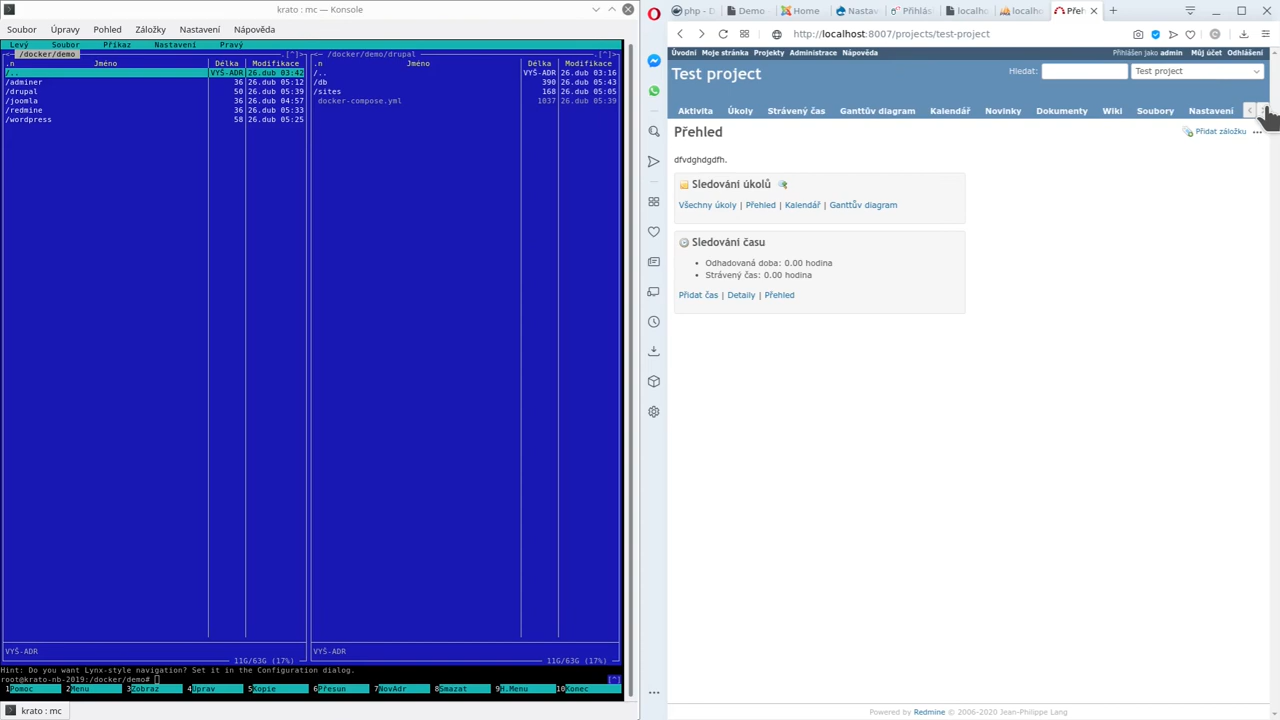 krato : mc — Konsole
Soubor Úpravy Pohled Záložky Nastavení Nápověda
Levý Soubor Příkaz Nastavení Pravý
<- /docker/demo .[^]>
.n Jméno Délka Modifikace
/.. VYŠ-ADR 26.dub 03:42
/adminer 36 26.dub 05:12
/drupal 50 26.dub 05:39
/joomla 36 26.dub 04:57
/redmine 36 26.dub 05:33
/wordpress 58 26.dub 05:25
VYŠ-ADR
11G/63G (17%)
<- /docker/demo/drupal .[^]>
.n Jméno Délka Modifikace
/.. VYŠ-ADR 26.dub 03:16
/db 390 26.dub 05:43
/sites 168 26.dub 05:05
docker-compose.yml 1037 26.dub 05:39
VYŠ-ADR
11G/63G (17%)
Hint: Do you want Lynx-style navigation? Set it in the Configuration dialog.
root@krato-nb-2019:/docker/demo# [^]
1Pomoc 2Menu 3Zobraz 4Uprav 5Kopie 6Přesun 7NovAdr 8Smazat 9H.Menu 10Konec
krato : mc
php - D Demo Home Nastav Přihlás localho localho Přeh
http://localhost:8007/projects/test-project
Úvodní Moje stránka Projekty Administrace Nápověda Přihlášen jako admin Můj účet Odhlášení
Test project Hledat: Test project
Aktivita Úkoly Strávený čas Ganttův diagram Kalendář Novinky Dokumenty Wiki Soubory Nastavení
Přehled Přidat záložku
dfvdghdgdfh.
Sledování úkolů
Všechny úkoly | Přehled | Kalendář | Ganttův diagram
Sledování času
• Odhadovaná doba: 0.00 hodina
• Strávený čas: 0.00 hodina
Přidat čas | Detaily | Přehled
Powered by Redmine © 2006-2020 Jean-Philippe Lang